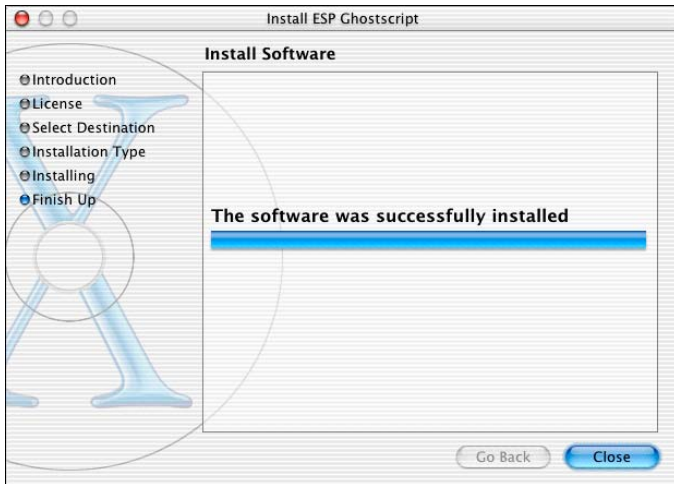 Install ESP Ghostscript
Install Software
Introduction
License
Select Destination
Installation Type
Installing
Finish Up
The software was successfully installed
Go Back
Close